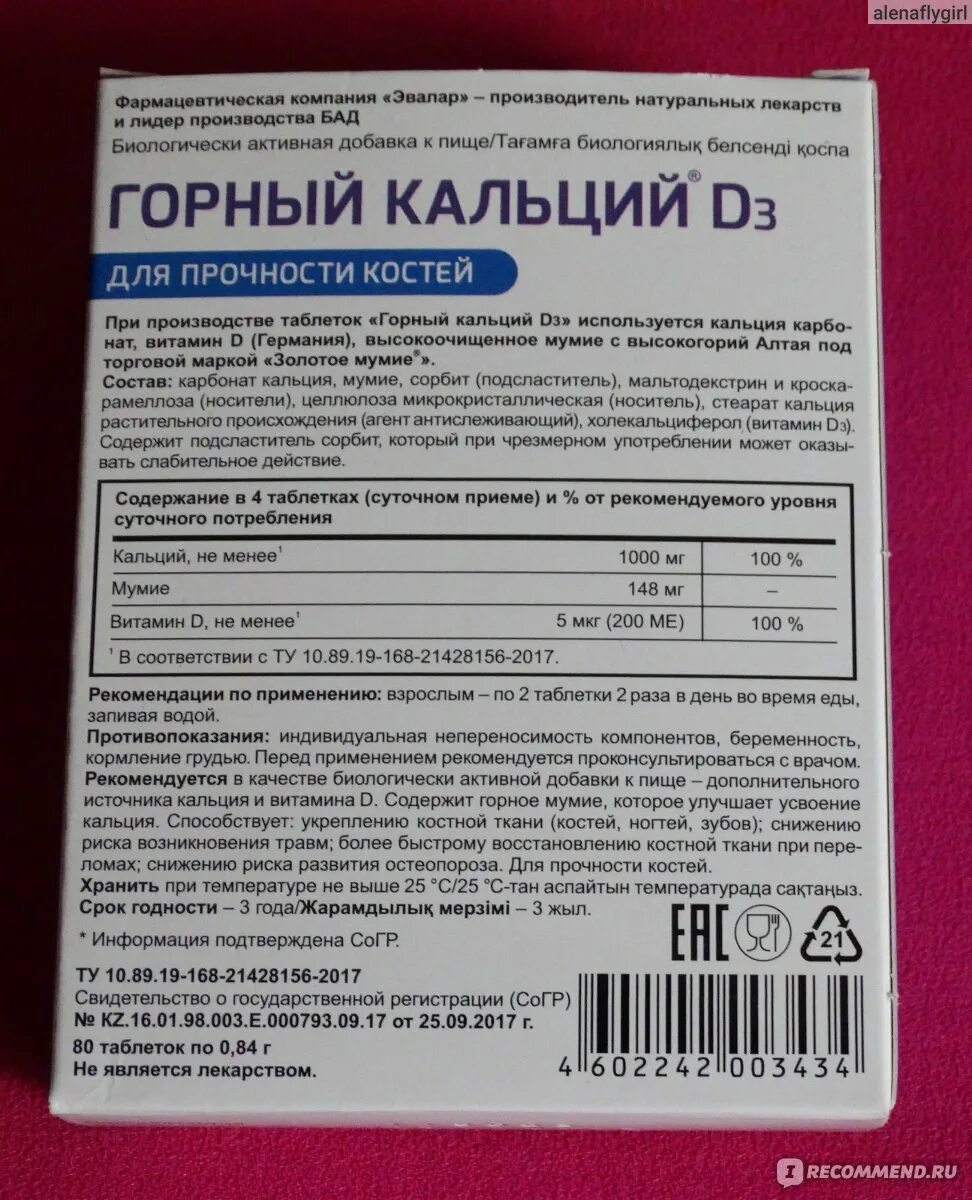 alenaflygirl
Фармацевтическая компания «Эвалар» – производитель натуральных лекарств
и лидер производства БАД
Биологически активная добавка к пище/Тағамға биологиялық белсенді қоспа
ГОРНЫЙ КАЛЬЦИЙ® D3
ДЛЯ ПРОЧНОСТИ КОСТЕЙ
При производстве таблеток «Горный кальций D3» используется кальция карбо-
нат, витамин D (Германия), высокоочищенное мумие с высокогорий Алтая под
торговой маркой «Золотое мумие®».
Состав: карбонат кальция, мумие, сорбит (подсластитель), мальтодекстрин и кроска-
рамеллоза (носители), целлюлоза микрокристаллическая (носитель), стеарат кальция
растительного происхождения (агент антислеживающий), холекальциферол (витамин D3).
Содержит подсластитель сорбит, который при чрезмерном употреблении может оказы-
вать слабительное действие.
Содержание в 4 таблетках (суточном приеме) и % от рекомендуемого уровня
суточного потребления
Кальций, не менее¹ 1000 мг 100 %
Мумие 148 мг –
Витамин D, не менее¹ 5 мкг (200 МЕ) 100 %
¹ В соответствии с ТУ 10.89.19-168-21428156-2017.
Рекомендации по применению: взрослым – по 2 таблетки 2 раза в день во время еды,
запивая водой.
Противопоказания: индивидуальная непереносимость компонентов, беременность,
кормление грудью. Перед применением рекомендуется проконсультироваться с врачом.
Рекомендуется в качестве биологически активной добавки к пище – дополнительного
источника кальция и витамина D. Содержит горное мумие, которое улучшает усвоение
кальция. Способствует: укреплению костной ткани (костей, ногтей, зубов); снижению
риска возникновения травм; более быстрому восстановлению костной ткани при пере-
ломах; снижению риска развития остеопороза. Для прочности костей.
Хранить при температуре не выше 25 °С/25 °С-тан аспайтын температурада сақтаңыз.
Срок годности – 3 года/Жарамдылық мерзімі – 3 жыл.
* Информация подтверждена СоГР.
EAC
21
ТУ 10.89.19-168-21428156-2017
Свидетельство о государственной регистрации (СоГР)
№ KZ.16.01.98.003.E.000793.09.17 от 25.09.2017 г.
80 таблеток по 0,84 г
Не является лекарством.
4 602242 003434
IRECOMMEND.RU